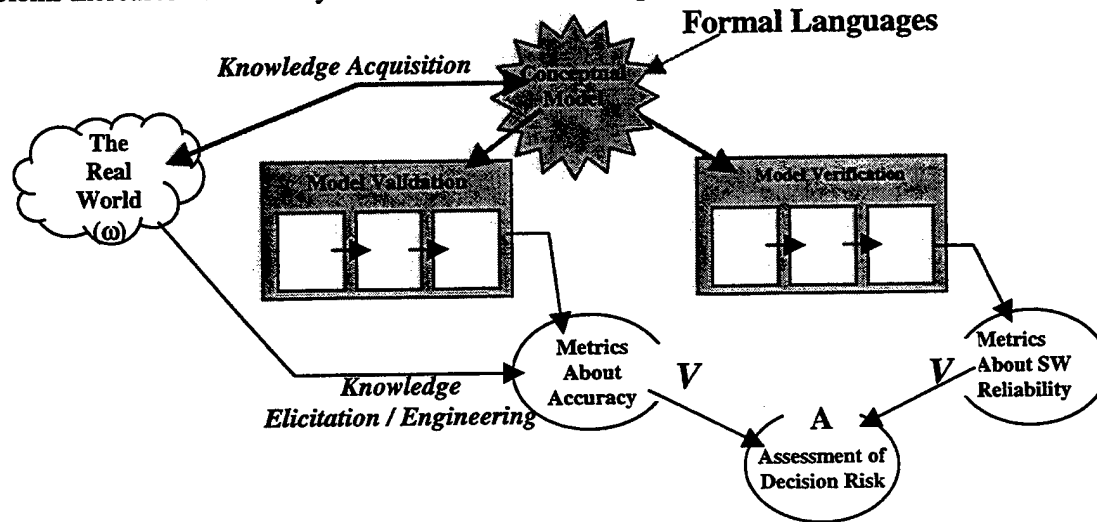 Formal Languages
Knowledge Acquisition
Conceptual
Model
The
Real
World
(ω)
Model Validation
Model Verification
Metrics
About
Accuracy
V
Metrics
About SW
Reliability
V
Knowledge
Elicitation / Engineering
A
Assessment of
Decision Risk